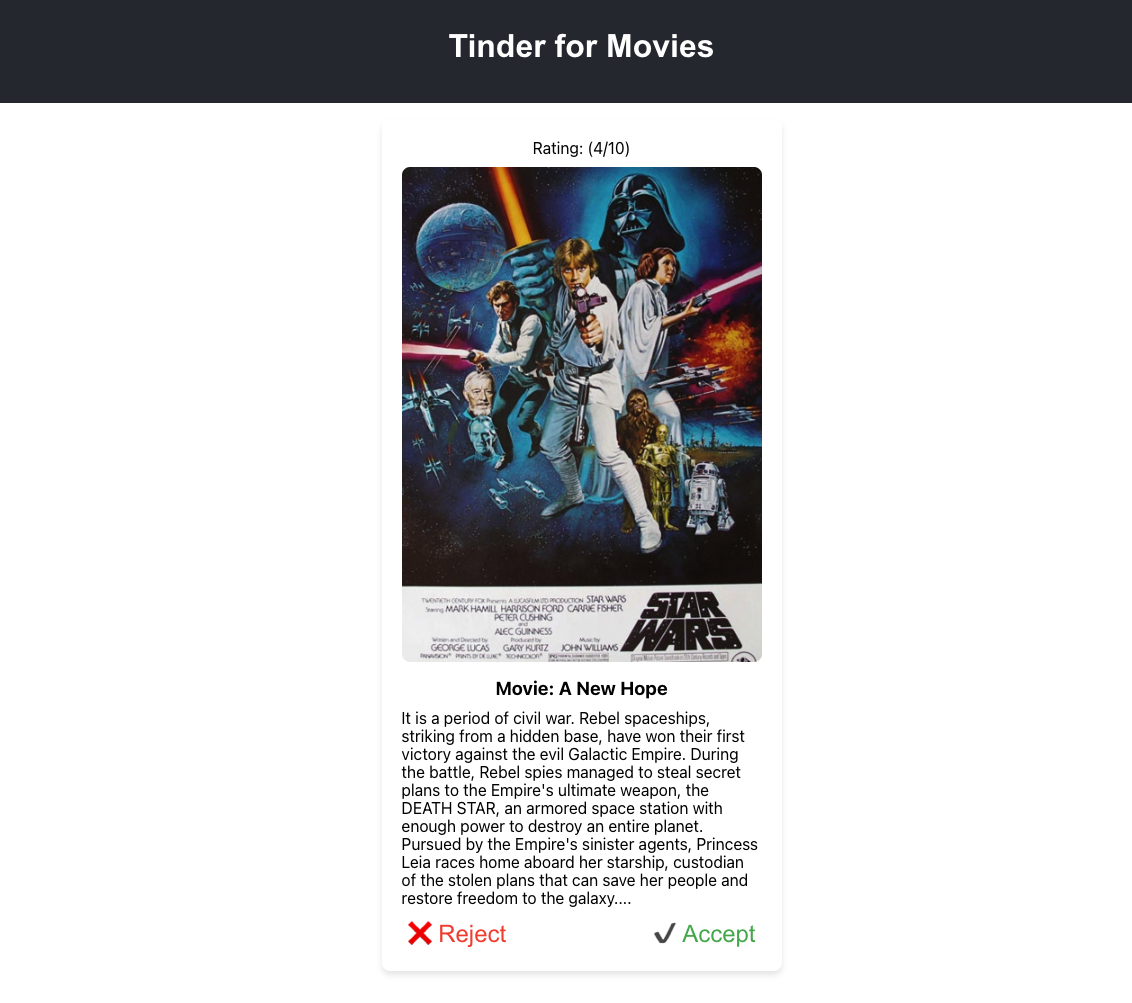 Tinder for Movies
Rating: (4/10)
TWENTIETH CENTURY-FOX Presents A LUCASFILM LTD. PRODUCTION STAR WARS
Starring MARK HAMILL HARRISON FORD CARRIE FISHER
PETER CUSHING
and
ALEC GUINNESS
Written and Directed by GEORGE LUCAS
Produced by GARY KURTZ
Music by JOHN WILLIAMS
PANAVISION® PRINTS BY DE LUXE® TECHNICOLOR®
STAR
WARS
Movie: A New Hope
It is a period of civil war. Rebel spaceships,
striking from a hidden base, have won their first
victory against the evil Galactic Empire. During
the battle, Rebel spies managed to steal secret
plans to the Empire's ultimate weapon, the
DEATH STAR, an armored space station with
enough power to destroy an entire planet.
Pursued by the Empire's sinister agents, Princess
Leia races home aboard her starship, custodian
of the stolen plans that can save her people and
restore freedom to the galaxy....
❌ Reject
✔ Accept